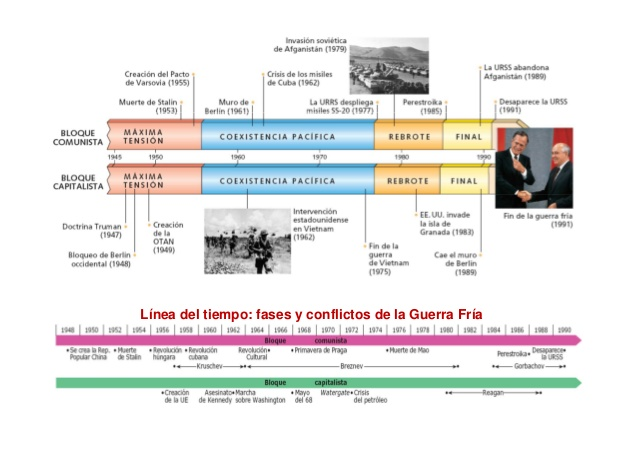 Invasión soviética
de Afganistán (1979)
La URSS abandona
Afganistán (1989)
Creación del Pacto
de Varsovia (1955)
Crisis de los misiles
de Cuba (1962)
Muerte de Stalin
(1953)
Muro de
Berlín (1961)
La URRS despliega
misiles SS-20 (1977)
Perestroika
(1985)
Desaparece la URSS
(1991)
BLOQUE
COMUNISTA
MÁXIMA
TENSIÓN
COEXISTENCIA PACÍFICA
REBROTE
FINAL
1945 1950 1960 1970 1980 1990
BLOQUE
CAPITALISTA
MÁXIMA
TENSIÓN
COEXISTENCIA PACÍFICA
REBROTE
FINAL
Doctrina Truman
(1947)
Bloqueo de Berlín
occidental (1948)
Creación
de la
OTAN
(1949)
Intervención
estadounidense
en Vietnam
(1962)
Fin de la
guerra
de Vietnam
(1975)
EE. UU. invade
la isla de
Granada (1983)
Cae el muro
de Berlín
(1989)
Fin de la guerra fría
(1991)
Línea del tiempo: fases y conflictos de la Guerra Fría
1948 1950 1952 1954 1956 1958 1960 1962 1964 1966 1968 1970 1972 1974 1976 1978 1980 1982 1984 1986 1988 1990
Bloque comunista
•Se crea la Rep.
Popular China
•Muerte
de Stalin
•Revolución
húngara
•Revolución
cubana
Revolución•
Cultural
•Primavera de Praga
•Muerte de Mao
Perestroika•
Desaparece•
la URSS
Kruschev
Breznev
Gorbachov
Bloque capitalista
•Creación
de la UE
Asesinato•
de Kennedy
Marcha
sobre Washington
•Mayo
del 68
Watergate•
Crisis
del petróleo
Reagan